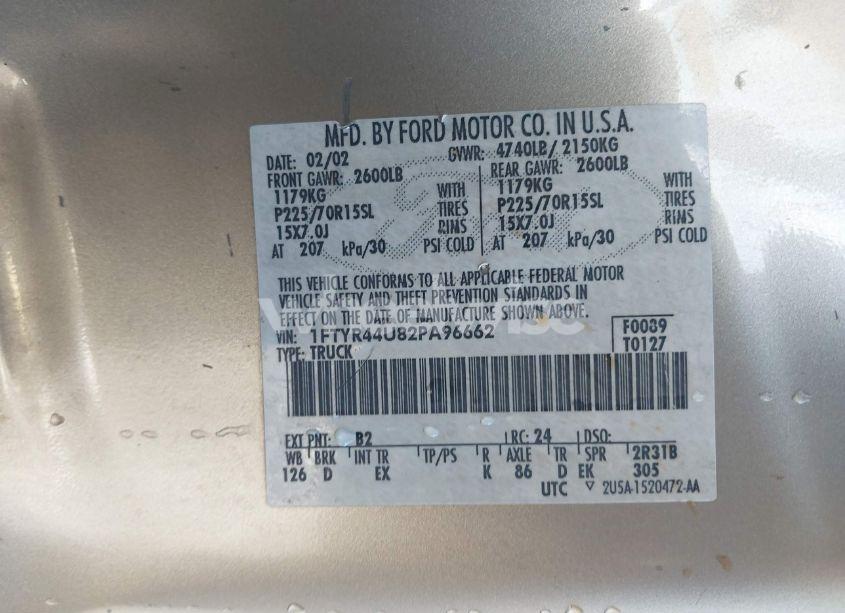 MFD. BY FORD MOTOR CO. IN U.S.A.
DATE: 02/02 GVWR: 4740LB/ 2150KG
FRONT GAWR: 2600LB REAR GAWR: 2600LB
1179KG WITH 1179KG WITH
P225/70R15SL TIRES P225/70R15SL TIRES
15X7.0J RIMS 15X7.0J RIMS
AT 207 kPa/30 PSI COLD AT 207 kPa/30 PSI COLD
THIS VEHICLE CONFORMS TO ALL APPLICABLE FEDERAL MOTOR
VEHICLE SAFETY AND THEFT PREVENTION STANDARDS IN
EFFECT ON THE DATE OF MANUFACTURE SHOWN ABOVE.
VIN: 1FTYR44U82PA96662 F0089
TYPE: TRUCK T0127
EXT PNT: B2 RC: 24 DSO:
WB BRK INT TR TP/PS R AXLE TR SPR 2R31B
126 D EX K 86 D EK 305
UTC 2U5A-1520472-AA